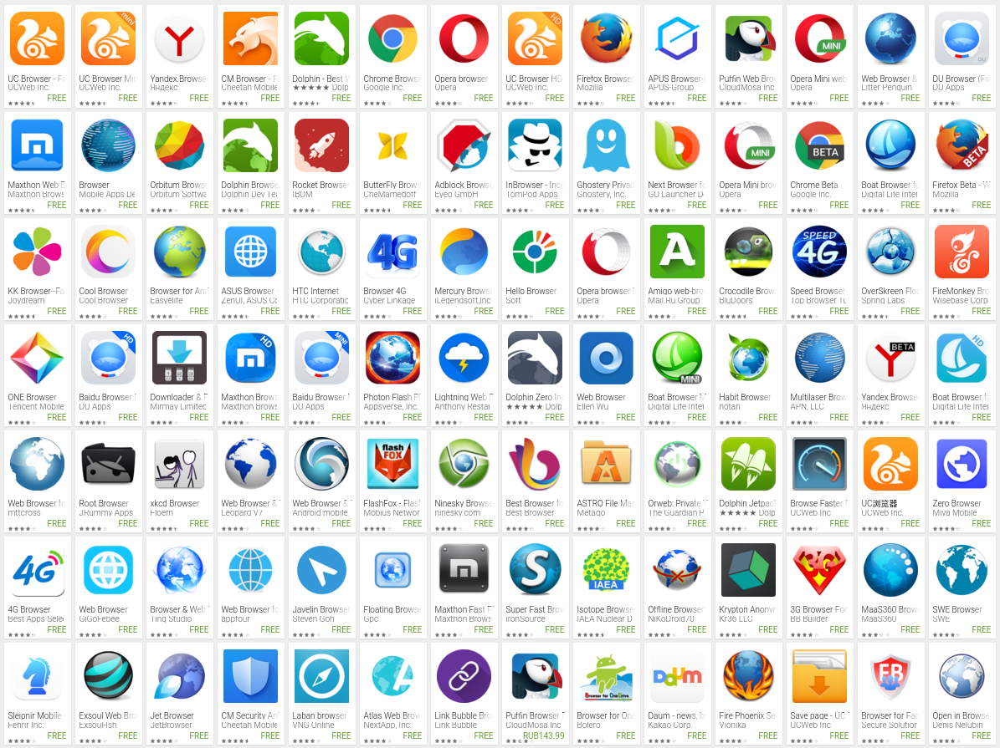 UC Browser - Fa
UCWeb Inc.
FREE
mini
UC Browser Min
UCWeb Inc.
FREE
Yandex.Browse
Яндекс
FREE
CM Browser - F
Cheetah Mobile
FREE
Dolphin - Best W
★★★★★ Dolp
FREE
Chrome Browse
Google Inc.
FREE
Opera browser
Opera
FREE
HD
UC Browser HD
UCWeb Inc.
FREE
Firefox Browser
Mozilla
FREE
APUS Browser-
APUS-Group
FREE
Puffin Web Bro
CloudMosa Inc
FREE
MINI
Opera Mini web
Opera
FREE
Web Browser &
Litter Penguin
FREE
DU
DU Browser (Fa
DU Apps
FREE
Maxthon Web B
Maxthon Brows
FREE
Browser
Mobile Apps De
FREE
Orbitum Brows
Orbitum Softwa
FREE
Dolphin Browse
Dolphin Dev Tea
FREE
Rocket Browser
IBOM
FREE
ButterFly Brows
CheMamedoff
FREE
Adblock Browse
Eyeo GmbH
FREE
InBrowser - Inco
TomPod Apps
FREE
Ghostery Privac
Ghostery, Inc.
FREE
Next Browser fo
GO Launcher D
FREE
MINI
Opera Mini brow
Opera
FREE
BETA
Chrome Beta
Google Inc.
FREE
Boat Browser fo
Digital Life Inter
FREE
BETA
Firefox Beta - W
Mozilla
FREE
KK Browser--Fa
Joydream
FREE
Cool Browser
Cool Browser
FREE
Browser for And
Easyelife
FREE
ASUS Browser
ZenUI, ASUS Co
FREE
HTC Internet
HTC Corporatio
FREE
4G
Browser 4G
Cyber Linkage
FREE
Mercury Brows
iLegendsoft,Inc
FREE
Hello Browser
Soft
FREE
Opera browser
Opera
FREE
A
Amigo web-bro
Mail.Ru Group
FREE
Crocodile Brow
BluDoors
FREE
SPEED
4G
Speed Browser
Top Browser Tu
FREE
OverSkreen Flo
Spring Labs
FREE
FireMonkey Bro
Wisebase Corp
FREE
ONE Browser
Tencent Mobile
FREE
HD
Baidu Browser
DU Apps
FREE
Downloader & P
Mirmay Limited
FREE
HD
Maxthon Brows
Maxthon Brows
FREE
MINI
Baidu Browser
DU Apps
FREE
Photon Flash Pl
Appsverse, Inc.
FREE
Lightning Web B
Anthony Restai
FREE
Dolphin Zero Inc
★★★★★ Dolp
FREE
Web Browser
Ellen Wu
FREE
MINI
Boat Browser M
Digital Life Inter
FREE
Habit Browser
notari
FREE
Multilaser Brow
APN, LLC
FREE
BETA
Yandex.Browse
Яндекс
FREE
HD
Boat Browser fo
Digital Life Inter
FREE
Web Browser fo
mttcross
FREE
Root Browser
JRummy Apps
FREE
xkcd Browser
Floern
FREE
Web Browser &
Leopard V7
FREE
Web Browser &
Android mobile
FREE
flash
FOX
FlashFox - Flas
Mobius Networ
FREE
Ninesky Browse
ninesky.com
FREE
Best Browser fo
Best Browser
FREE
ASTRO File Man
Metago
FREE
Orweb: Private
The Guardian P
FREE
Dolphin Jetpac
★★★★★ Dolp
FREE
Browse Faster
UCWeb Inc
FREE
UC浏览器
UCWeb Inc.
FREE
Zero Browser
Miva Mobile
FREE
4G
4G Browser
Best Apps Selec
FREE
Web Browser
GiGoFebee
FREE
Browser & Web
Ting Studio
FREE
Web Browser fo
apptour
FREE
Javelin Browser
Steven Goh
FREE
Floating Browse
Gpc
FREE
Maxthon Fast P
Maxthon Brows
FREE
S
Super Fast Brow
ironSource
FREE
IAEA
Isotope Browse
IAEA Nuclear D
FREE
Offline Browser
NiKoDroid70
FREE
Krypton Anony
Kr36 LLC
FREE
3G
3G Browser For
BB Builder
FREE
MaaS360 Brow
MaaS360
FREE
SWE Browser
SWE
FREE
Sleipnir Mobile
Fenrir Inc.
FREE
Exsoul Web Bro
ExsoulFish
FREE
Jet Browser
JetBrowser
FREE
CM Security An
Cheetah Mobile
FREE
Laban browser
VNG Online
FREE
A
Atlas Web Brow
NextApp, Inc.
FREE
Link Bubble Bro
Link Bubble
FREE
Puffin Browser
CloudMosa Inc
RUB143.99
Browser for OneDrive
Browser for One
Bolero
FREE
Daum
Daum - news, b
Kakao Corp.
FREE
Fire Phoenix Se
Vionika
FREE
Save page - UC
UCWeb Inc.
FREE
FB
Browser for Fac
Games Studios
FREE
Open in Browse
Denis Nelubin
FREE